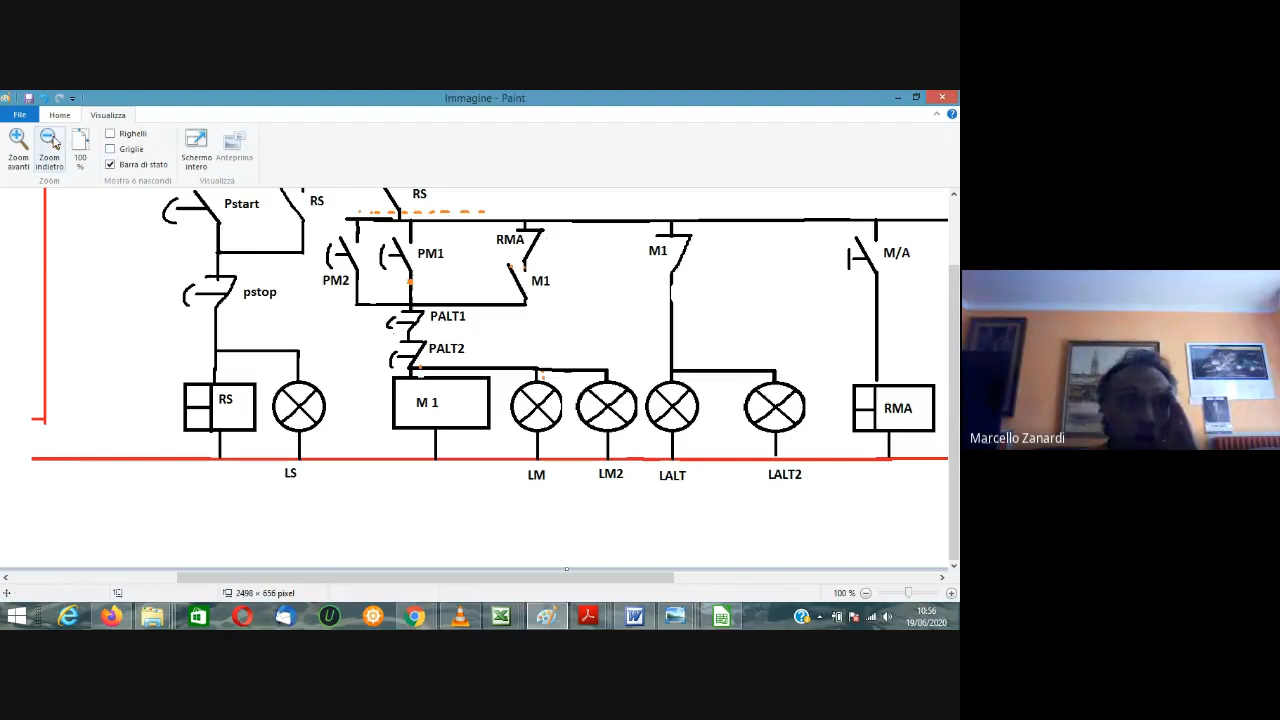 Immagine - Paint
File
Home
Visualizza
Zoom avanti
Zoom indietro
100 %
Righelli
Griglie
Barra di stato
Schermo intero
Anteprima
Zoom
Mostra o nascondi
Visualizza
Pstart
RS
RS
PM2
PM1
RMA
M1
M1
M/A
pstop
PALT1
PALT2
RS
M 1
RMA
LS
LM
LM2
LALT
LALT2
Marcello Zanardi
2498 × 656 pixel
100 %
10:56
19/06/2020